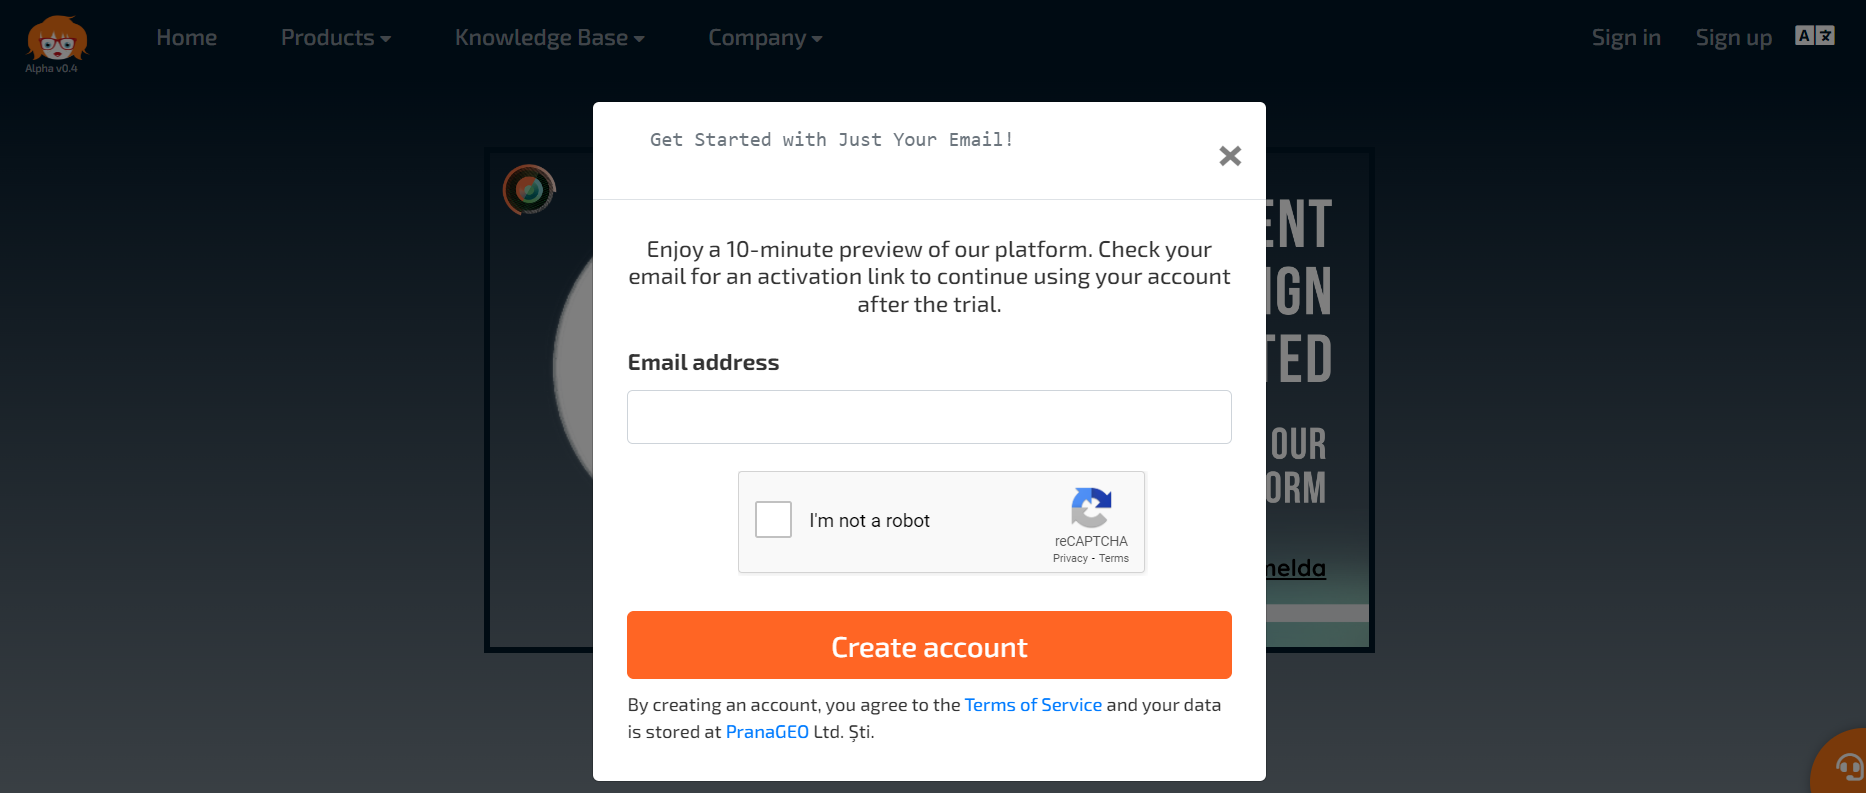 Alpha v0.4
Home
Products
Knowledge Base
Company
Sign in
Sign up
A 文
Get Started with Just Your Email!
Enjoy a 10-minute preview of our platform. Check your
email for an activation link to continue using your account
after the trial.
Email address
I'm not a robot
reCAPTCHA
Privacy - Terms
Create account
By creating an account, you agree to the Terms of Service and your data
is stored at PranaGEO Ltd. Şti.
ENT
IGN
TED
OUR
ORM
melda